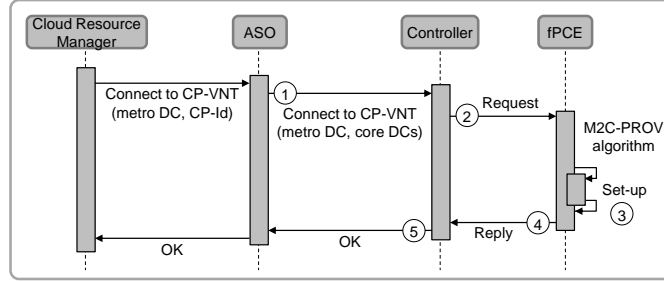 Cloud Resource
Manager
ASO
Controller
fPCE
Connect to CP-VNT
(metro DC, CP-Id)
1
Connect to CP-VNT
(metro DC, core DCs)
2
Request
M2C-PROV
algorithm
Set-up
3
4
Reply
5
OK
OK